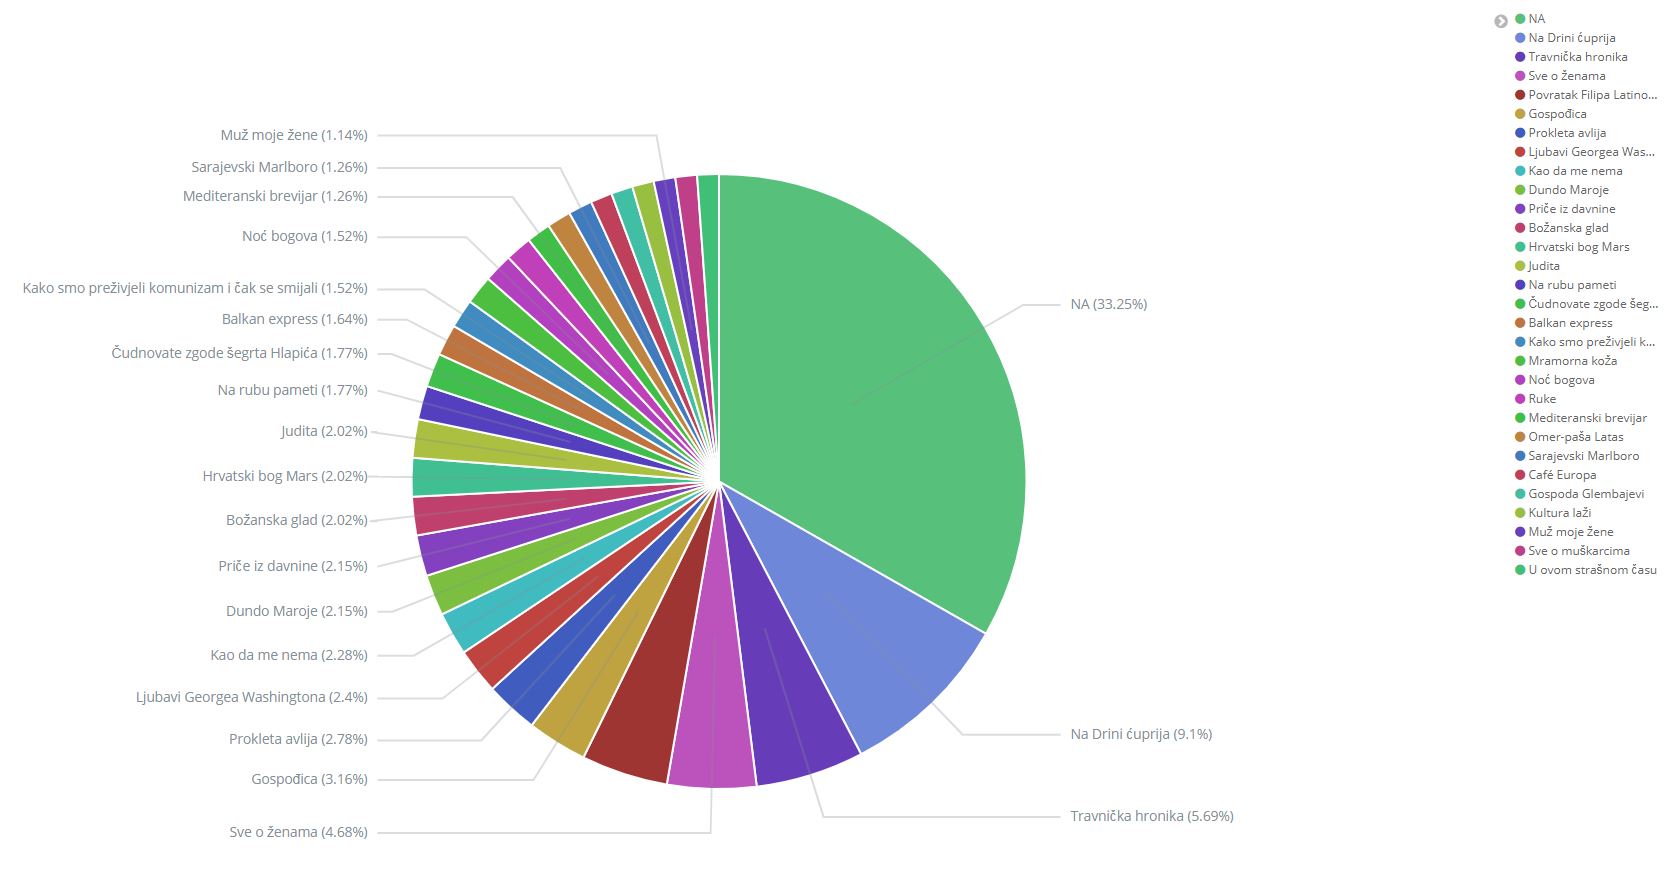 Muž moje žene (1.14%)
Sarajevski Marlboro (1.26%)
Mediteranski brevijar (1.26%)
Noć bogova (1.52%)
Kako smo preživjeli komunizam i čak se smijali (1.52%)
Balkan express (1.64%)
Čudnovate zgode šegrta Hlapića (1.77%)
Na rubu pameti (1.77%)
Judita (2.02%)
Hrvatski bog Mars (2.02%)
Božanska glad (2.02%)
Priče iz davnine (2.15%)
Dundo Maroje (2.15%)
Kao da me nema (2.28%)
Ljubavi Georgea Washingtona (2.4%)
Prokleta avlija (2.78%)
Gospođica (3.16%)
Sve o ženama (4.68%)
NA (33.25%)
Na Drini ćuprija (9.1%)
Travnička hronika (5.69%)
NA
Na Drini ćuprija
Travnička hronika
Sve o ženama
Povratak Filipa Latino...
Gospođica
Prokleta avlija
Ljubavi Georgea Was...
Kao da me nema
Dundo Maroje
Priče iz davnine
Božanska glad
Hrvatski bog Mars
Judita
Na rubu pameti
Čudnovate zgode šeg...
Balkan express
Kako smo preživjeli k...
Mramorna koža
Noć bogova
Ruke
Mediteranski brevijar
Omer-paša Latas
Sarajevski Marlboro
Café Europa
Gospoda Glembajevi
Kultura laži
Muž moje žene
Sve o muškarcima
U ovom strašnom času